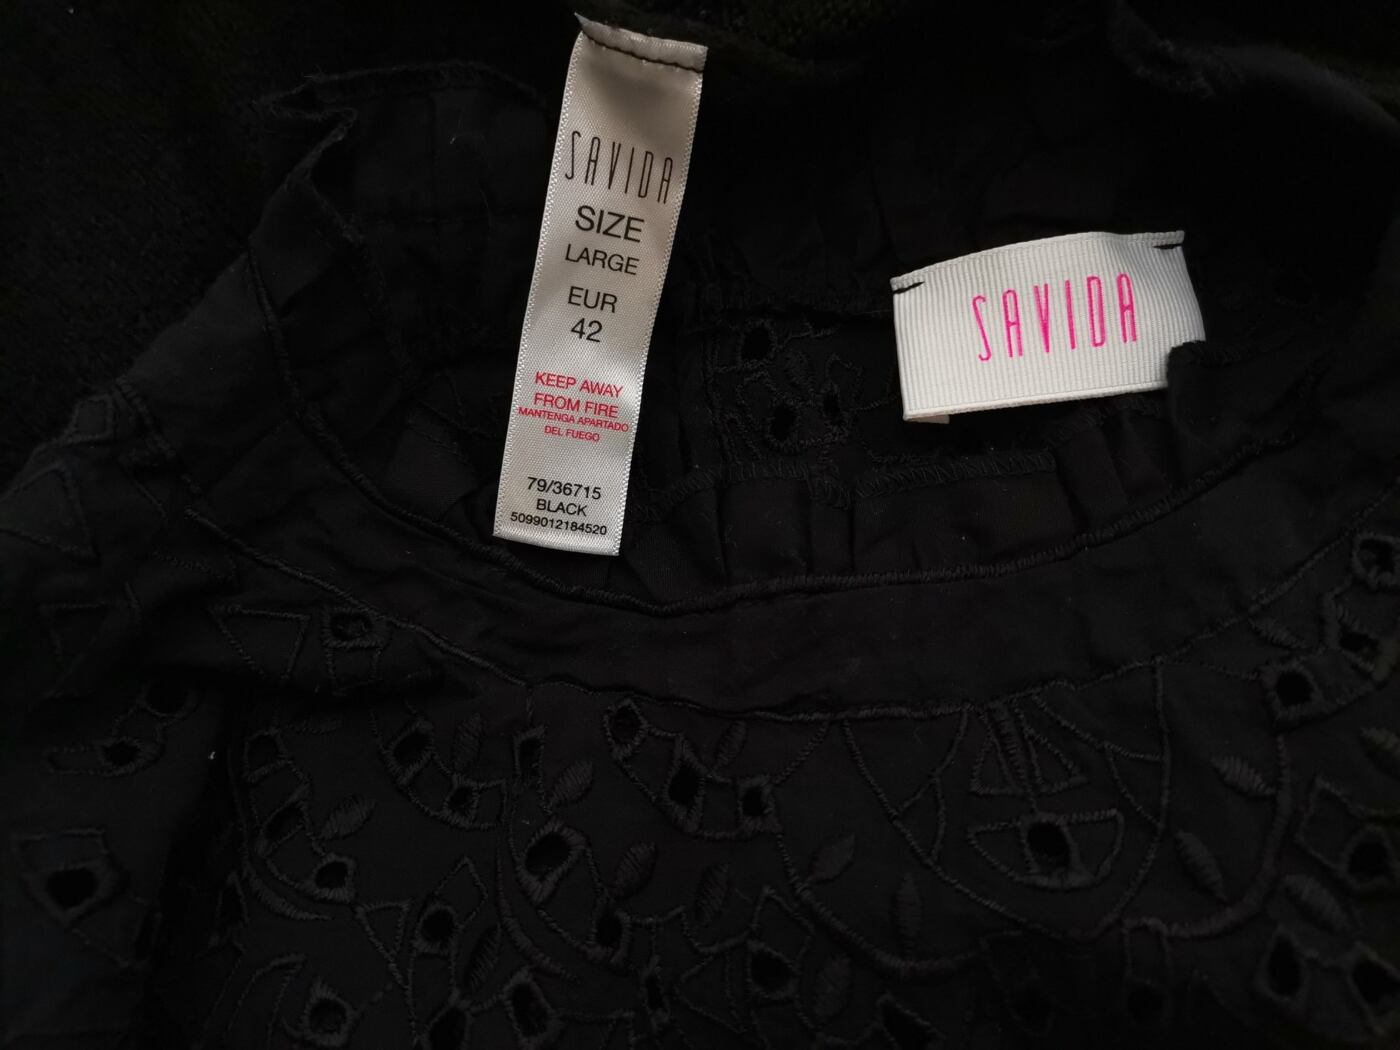 SAVIDA
SIZE
LARGE
EUR
42
KEEP AWAY
FROM FIRE
MANTENGA APARTADO
DEL FUEGO
79/36715
BLACK
5099012184520
SAVIDA